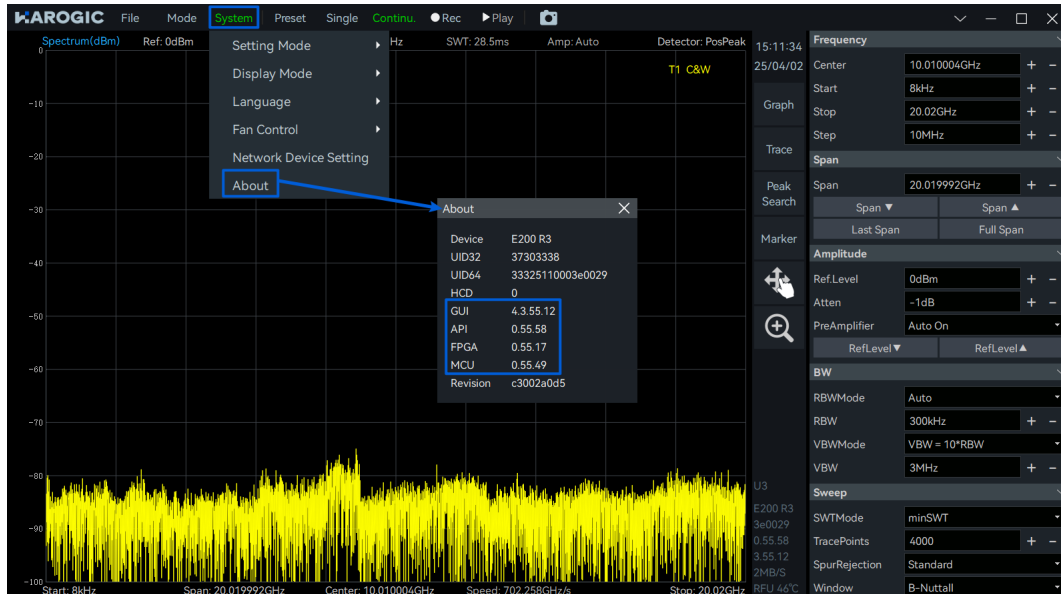 HAROGIC File Mode System Preset Single Continu. Rec Play
Spectrum(dBm) Ref: 0dBm Hz SWT: 28.5ms Amp: Auto Detector: PosPeak
T1 C&W
0
-10
-20
-30
-40
-50
-60
-70
-80
-90
-100
Setting Mode
Display Mode
Language
Fan Control
Network Device Setting
About
About
Device E200 R3
UID32 37303338
UID64 33325110003e0029
HCD 0
GUI 4.3.55.12
API 0.55.58
FPGA 0.55.17
MCU 0.55.49
Revision c3002a0d5
Start: 8kHz Span: 20.019992GHz Center: 10.010004GHz Speed: 702.258GHz/s Stop: 20.02GHz
15:11:34
25/04/02
Graph
Trace
Peak
Search
Marker
U3
E200 R3
3e0029
0.55.58
3.55.12
2MB/S
RFU 46℃
Frequency
Center 10.010004GHz + -
Start 8kHz + -
Stop 20.02GHz + -
Step 10MHz + -
Span
Span 20.019992GHz + -
Span ▼ Span ▲
Last Span Full Span
Amplitude
Ref.Level 0dBm + -
Atten -1dB + -
PreAmplifier Auto On
RefLevel▼ RefLevel▲
BW
RBWMode Auto
RBW 300kHz + -
VBWMode VBW = 10*RBW
VBW 3MHz + -
Sweep
SWTMode minSWT
TracePoints 4000 + -
SpurRejection Standard
Window B-Nuttall